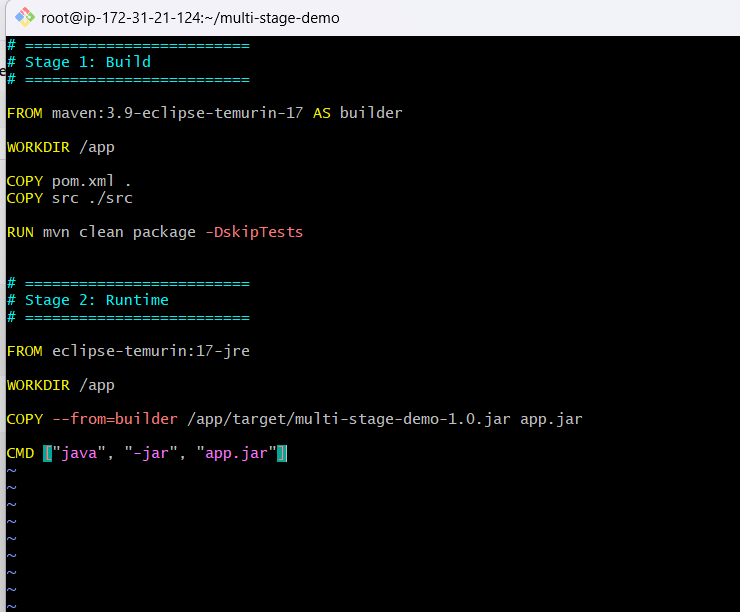 root@ip-172-31-21-124:~/multi-stage-demo
# =========================
# Stage 1: Build
# =========================
FROM maven:3.9-eclipse-temurin-17 AS builder
WORKDIR /app
COPY pom.xml .
COPY src ./src
RUN mvn clean package -DskipTests
# =========================
# Stage 2: Runtime
# =========================
FROM eclipse-temurin:17-jre
WORKDIR /app
COPY --from=builder /app/target/multi-stage-demo-1.0.jar app.jar
CMD ["java", "-jar", "app.jar"]
~
~
~
~
~
~
~
~
~